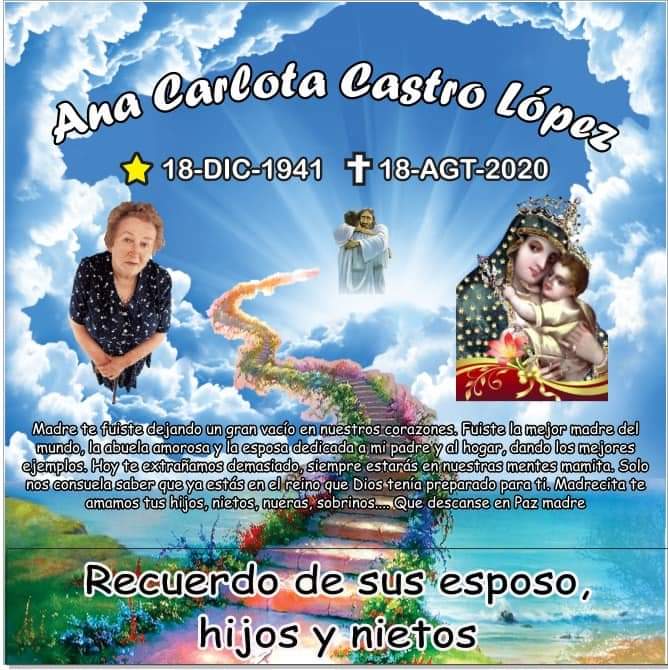 Ana Carlota Castro López
18-DIC-1941 18-AGT-2020
Madre te fuiste dejando un gran vacío en nuestros corazones. Fuiste la mejor madre del
mundo, la abuela amorosa y la esposa dedicada a mi padre y al hogar, dando los mejores
ejemplos. Hoy te extrañamos demasiado, siempre estarás en nuestras mentes mamita. Solo
nos consuela saber que ya estás en el reino que Dios tenía preparado para ti. Madrecita te
amamos tus hijos, nietos, nueras, sobrinos.... Que descanse en Paz madre
Recuerdo de sus esposo,
hijos y nietos